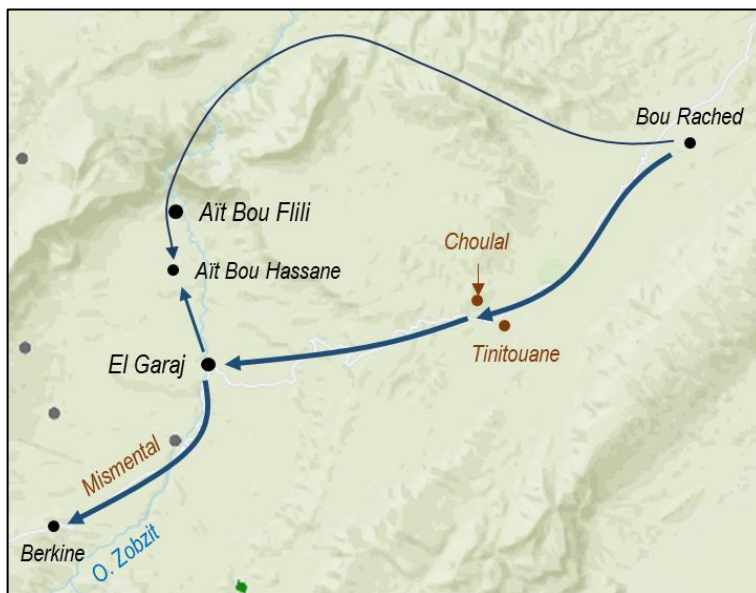 Bou Rached
Aït Bou Flili
Choulal
Aït Bou Hassane
Tinitouane
El Garaj
Mismental
Berkine
O. Zobzit